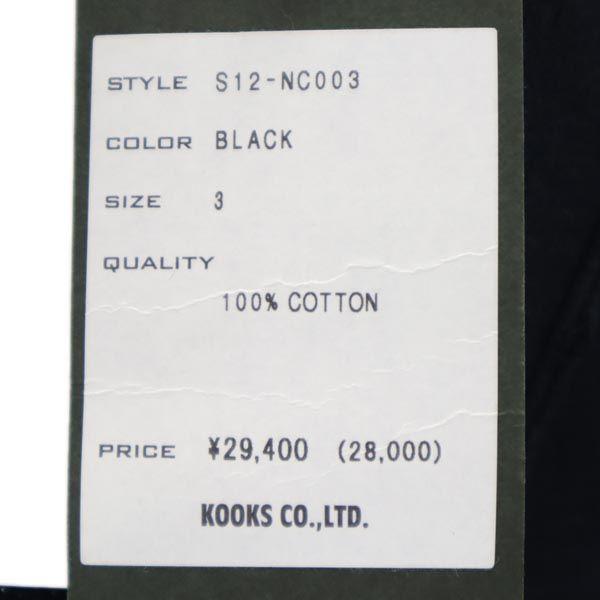 STYLE S12-NC003
COLOR BLACK
SIZE 3
QUALITY
100% COTTON
PRICE ¥29,400 (28,000)
KOOKS CO.,LTD.